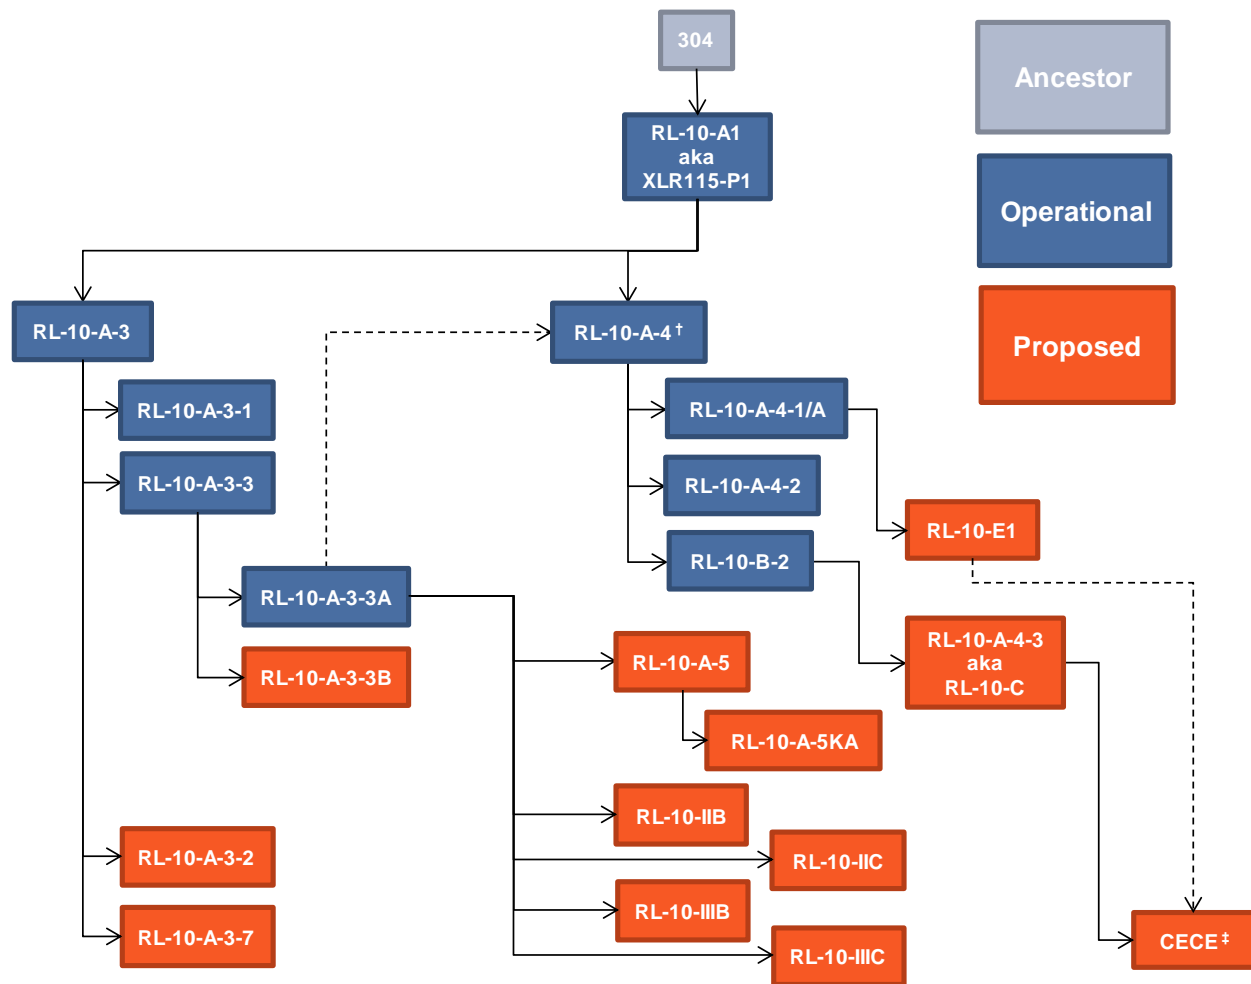 304
Ancestor
RL-10-A1
aka
XLR115-P1
Operational
RL-10-A-3
RL-10-A-4 †
Proposed
RL-10-A-3-1
RL-10-A-4-1/A
RL-10-A-3-3
RL-10-A-4-2
RL-10-E1
RL-10-B-2
RL-10-A-3-3A
RL-10-A-3-3B
RL-10-A-5
RL-10-A-4-3
aka
RL-10-C
RL-10-A-5KA
RL-10-IIB
RL-10-A-3-2
RL-10-IIC
RL-10-IIIB
RL-10-A-3-7
RL-10-IIIC
CECE ‡